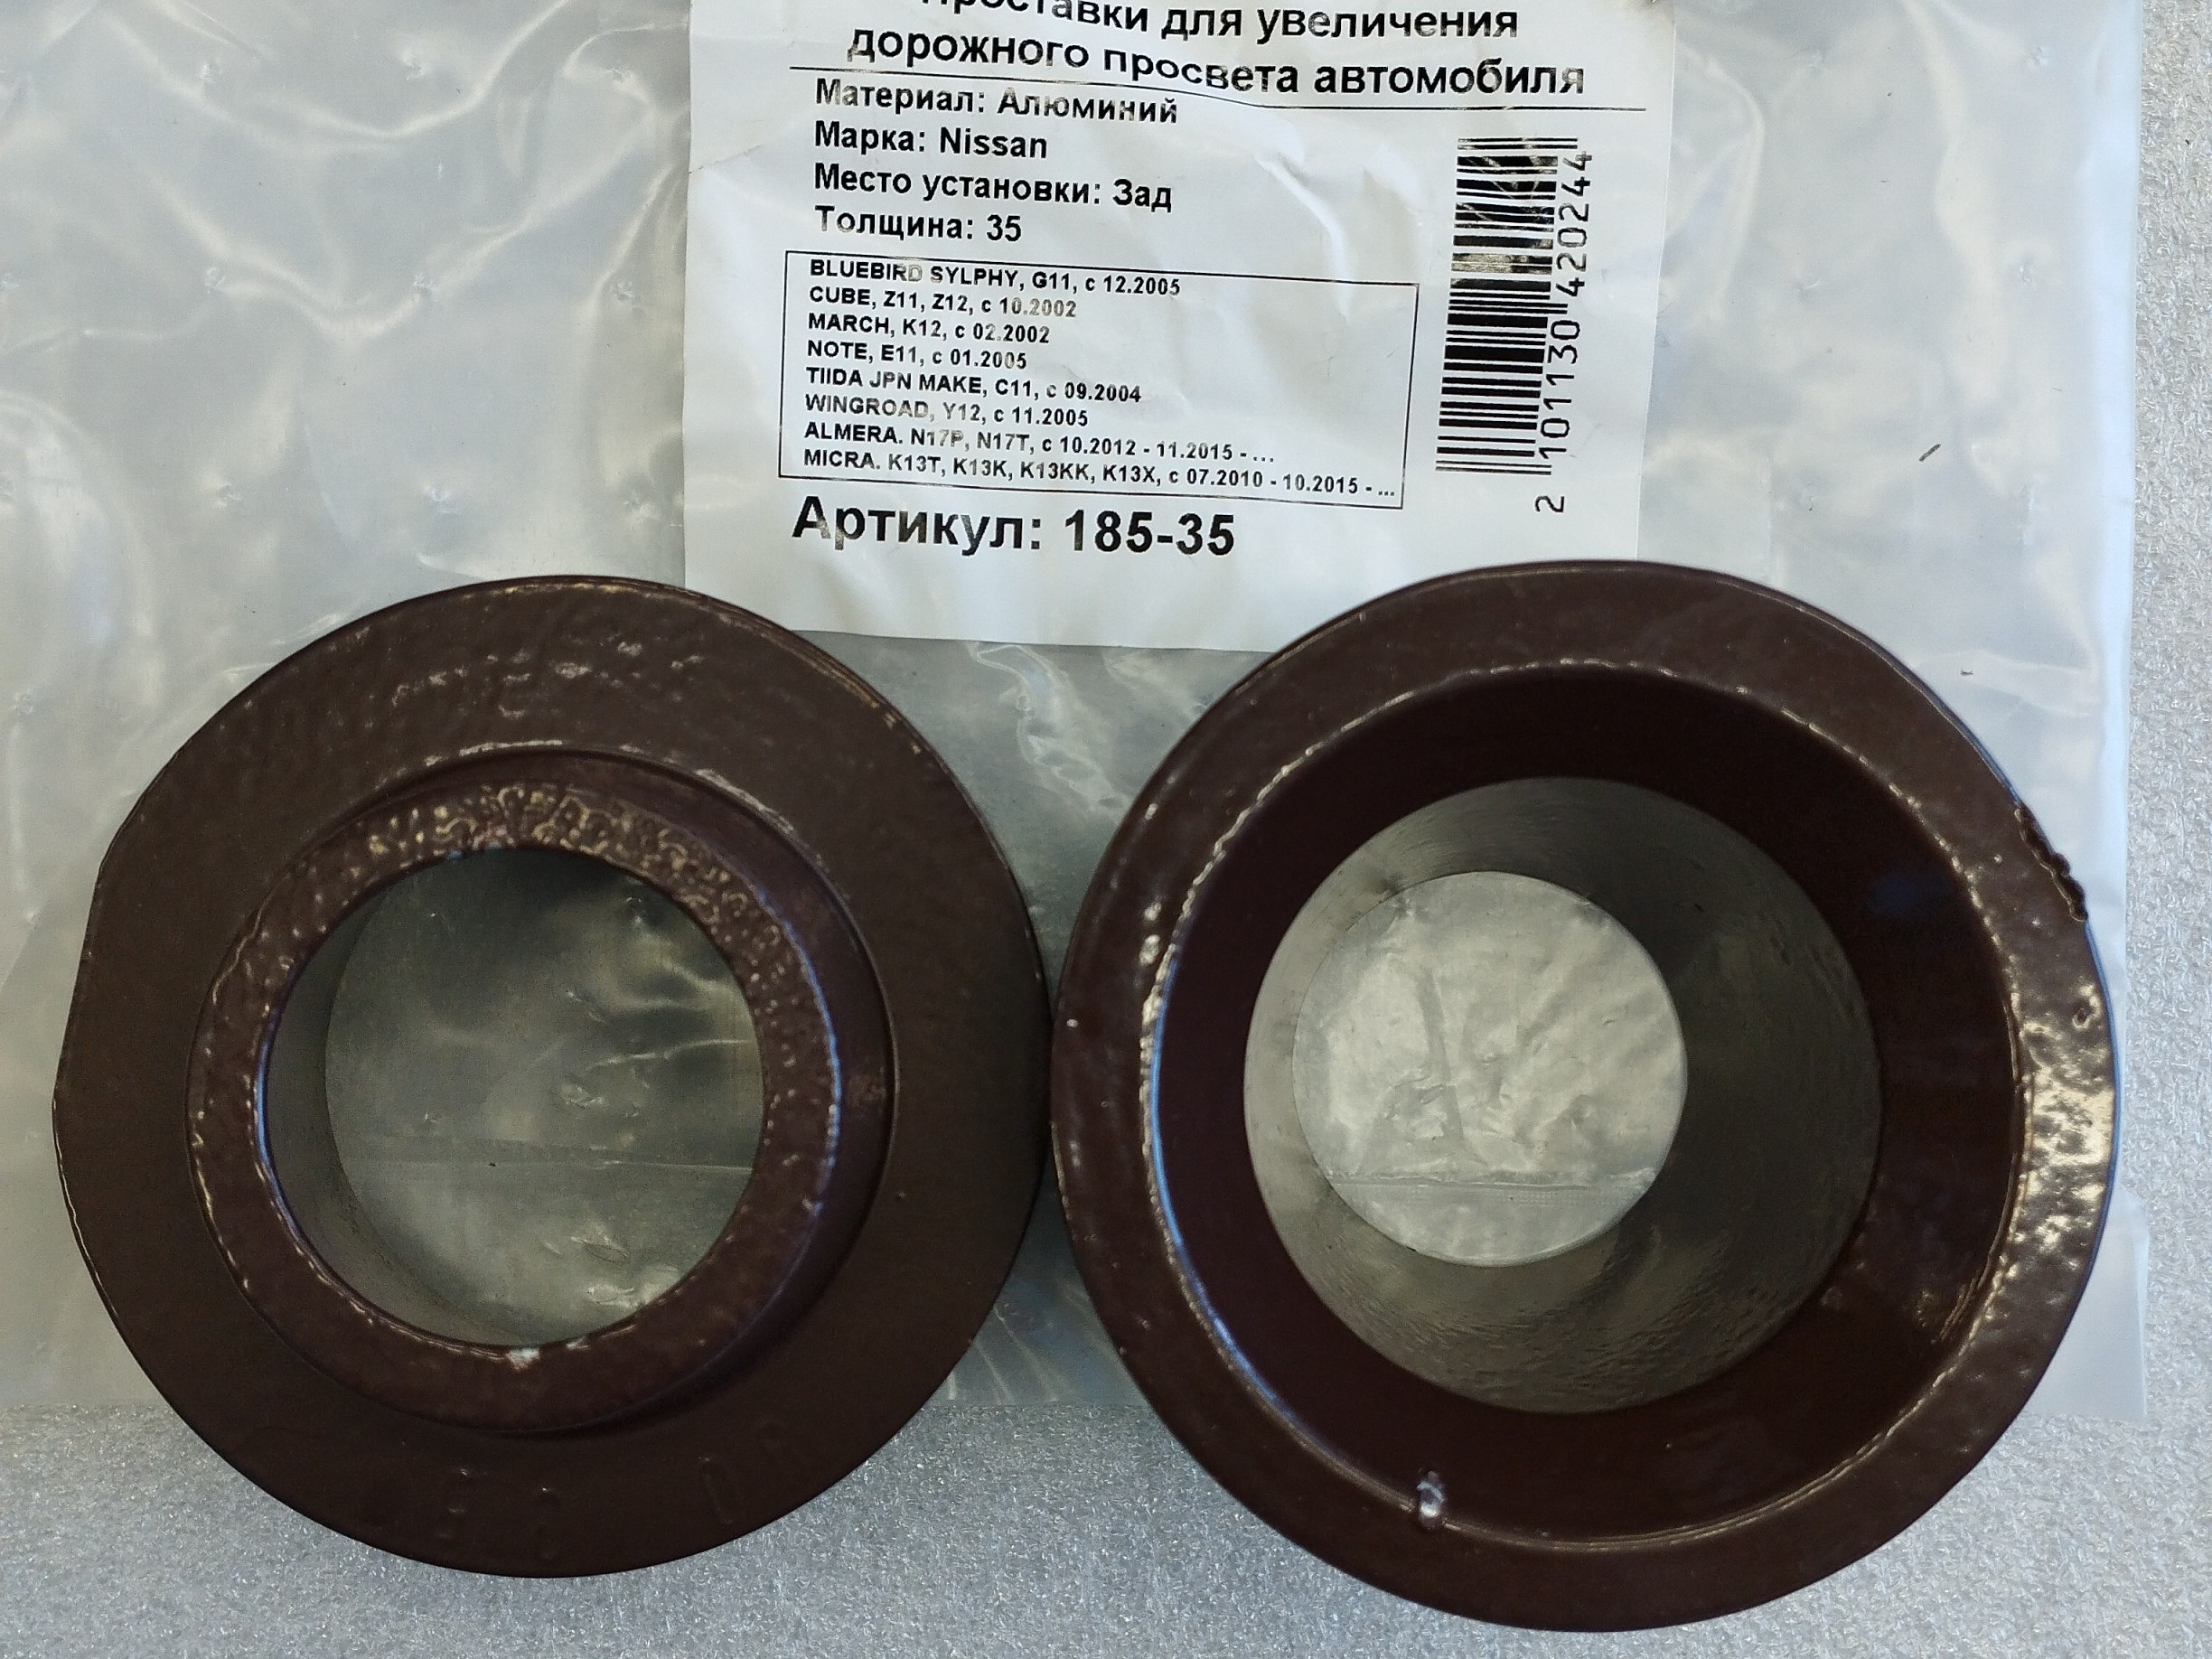 Проставки для увеличения
дорожного просвета автомобиля
Материал: Алюминий
Марка: Nissan
Место установки: Зад
Толщина: 35
BLUEBIRD SYLPHY, G11, с 12.2005
CUBE, Z11, Z12, с 10.2002
MARCH, K12, с 02.2002
NOTE, E11, с 01.2005
TIIDA JPN MAKE, C11, с 09.2004
WINGROAD, Y12, с 11.2005
ALMERA. N17P, N17T, с 10.2012 - 11.2015 - ...
MICRA. K13T, K13K, K13KK, K13X, с 07.2010 - 10.2015 - ...
Артикул: 185-35
2 101130 420244